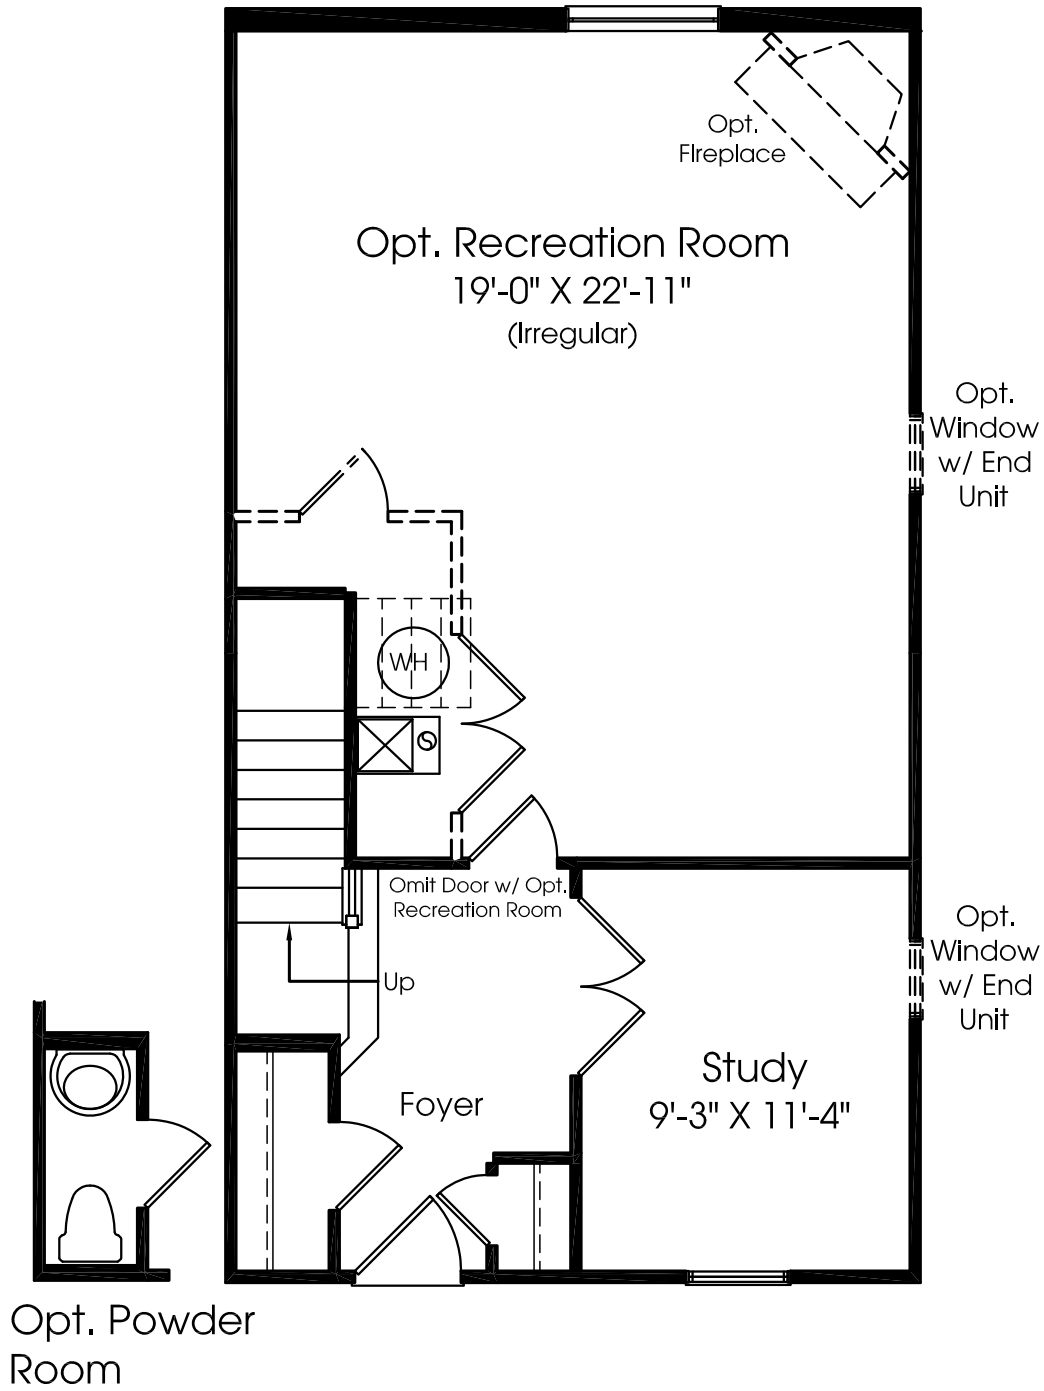 Opt.
Fireplace
Opt. Recreation Room
19'-0" X 22'-11"
(Irregular)
Opt.
Window
w/ End
Unit
WH
Omit Door w/ Opt.
Recreation Room
Opt.
Window
w/ End
Unit
Up
Study
9'-3" X 11'-4"
Foyer
Opt. Powder
Room